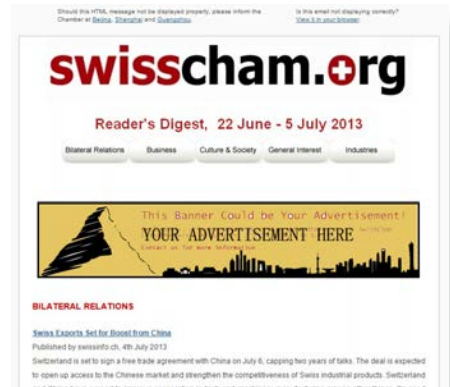 Should this HTML message not be displayed properly, please inform the
Chamber at Beijing, Shanghai and Guangzhou.
Is this email not displaying correctly?
View it in your browser.
swisscham.org
Reader's Digest, 22 June - 5 July 2013
Bilateral Relations
Business
Culture & Society
General Interest
Industries
This Banner Could be Your Advertisement!
YOUR ADVERTISEMENT HERE
Contact us for more Information
BILATERAL RELATIONS
Swiss Exports Set for Boost from China
Published by swissinfo.ch, 4th July 2013
Switzerland is set to sign a free trade agreement with China on July 6, capping two years of talks. The deal is expected
to open up access to the Chinese market and strengthen the competitiveness of Swiss industrial products. Switzerland